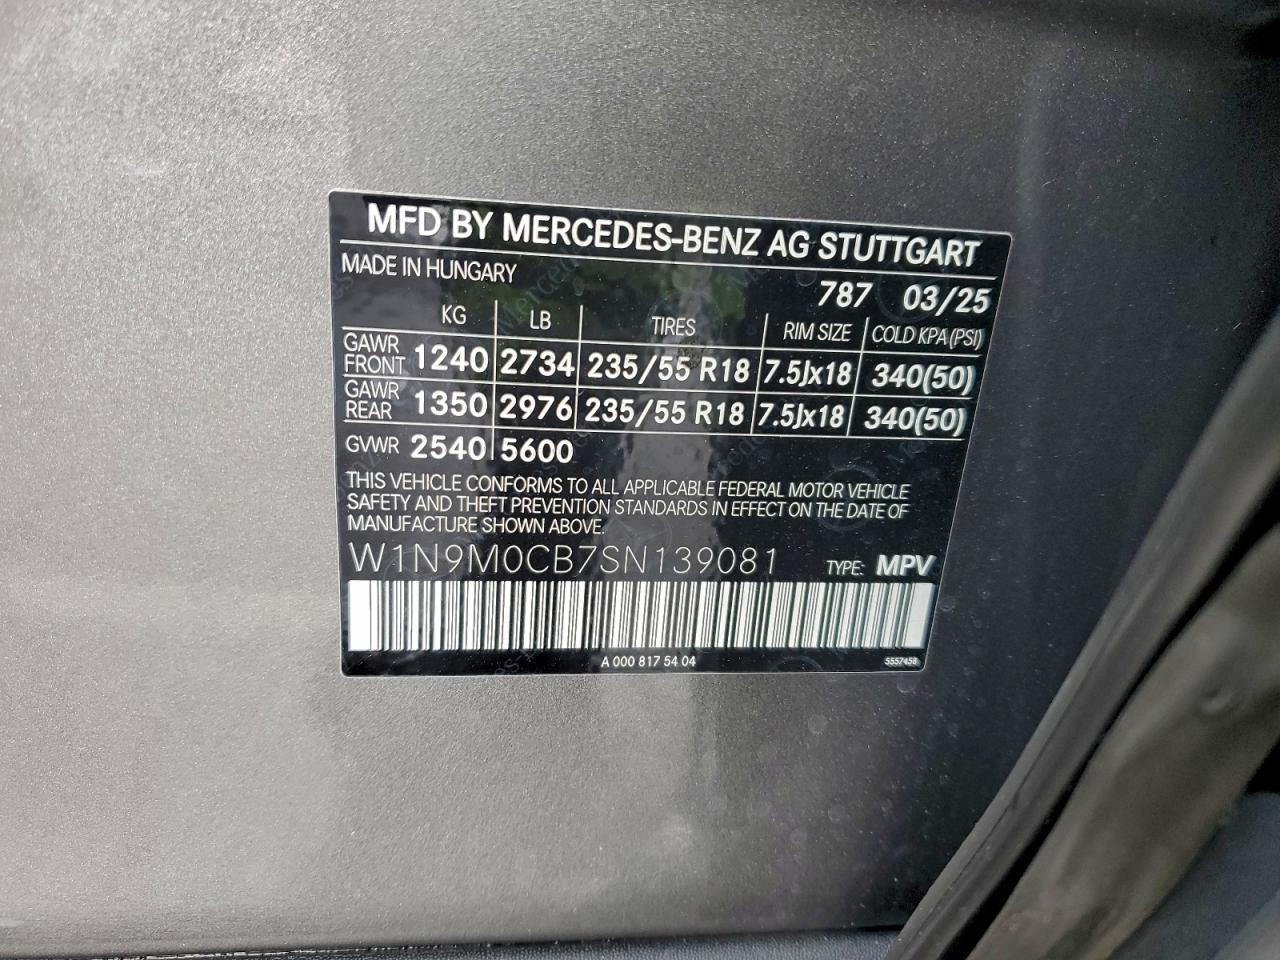 MFD BY MERCEDES-BENZ AG STUTTGART
MADE IN HUNGARY
787 03/25
KG LB TIRES RIM SIZE COLD KPA (PSI)
GAWR FRONT 1240 2734 235/55 R18 7.5Jx18 340(50)
GAWR REAR 1350 2976 235/55 R18 7.5Jx18 340(50)
GVWR 2540 5600
THIS VEHICLE CONFORMS TO ALL APPLICABLE FEDERAL MOTOR VEHICLE
SAFETY AND THEFT PREVENTION STANDARDS IN EFFECT ON THE DATE OF
MANUFACTURE SHOWN ABOVE.
W1N9M0CB7SN139081 TYPE: MPV
A 000 817 54 04 5557458